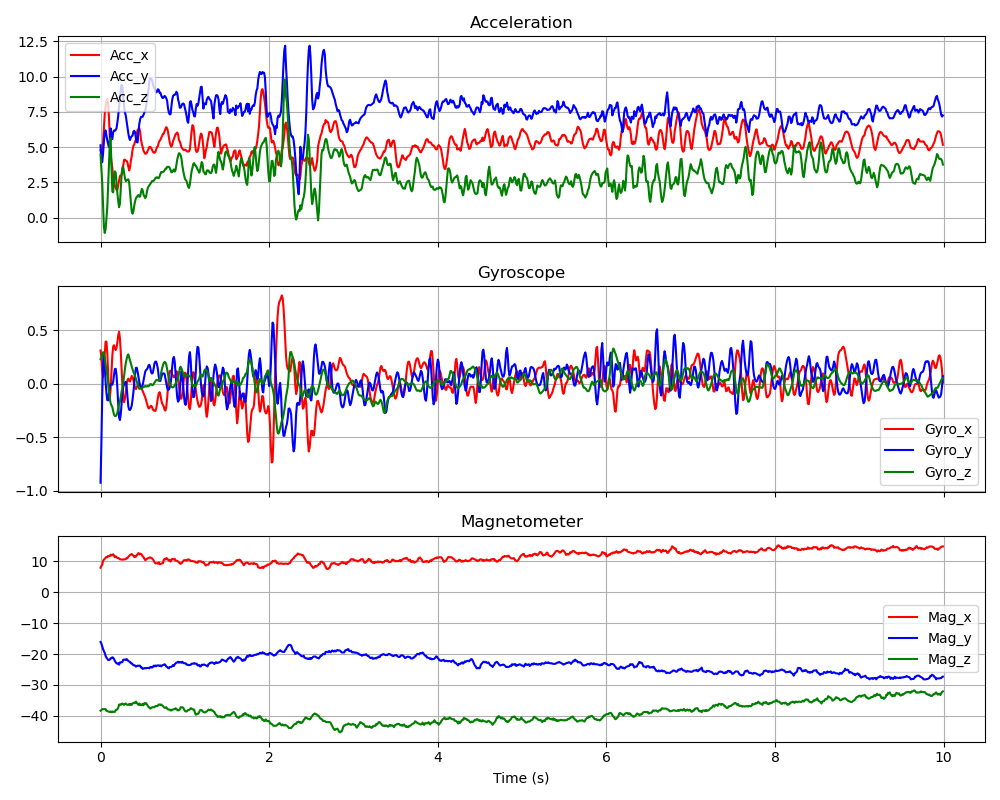 Acceleration
12.5
10.0
7.5
5.0
2.5
0.0
Acc_x
Acc_y
Acc_z
Gyroscope
0.5
0.0
−0.5
−1.0
Gyro_x
Gyro_y
Gyro_z
Magnetometer
10
0
−10
−20
−30
−40
Mag_x
Mag_y
Mag_z
0 2 4 6 8 10
Time (s)